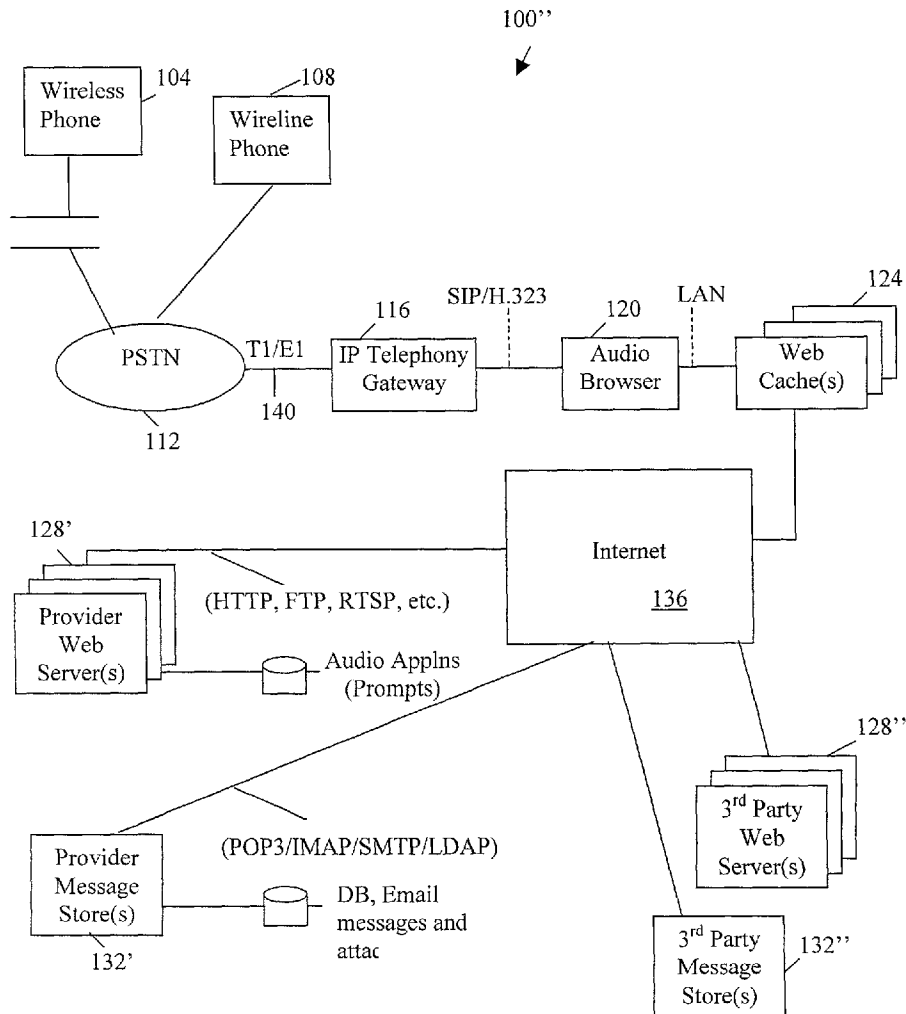 100’’
104
108
Wireless
Phone
Wireline
Phone
124
SIP/H.323
LAN
116
120
PSTN
T1/E1
IP Telephony
Gateway
Audio
Browser
Web
Cache(s)
140
112
128’
Internet
136
(HTTP, FTP, RTSP, etc.)
Provider
Web
Server(s)
Audio Applns
(Prompts)
128’’
3rd Party
Web
Server(s)
(POP3/IMAP/SMTP/LDAP)
Provider
Message
Store(s)
DB, Email
messages and
attac
132’
3rd Party
Message
Store(s)
132’’